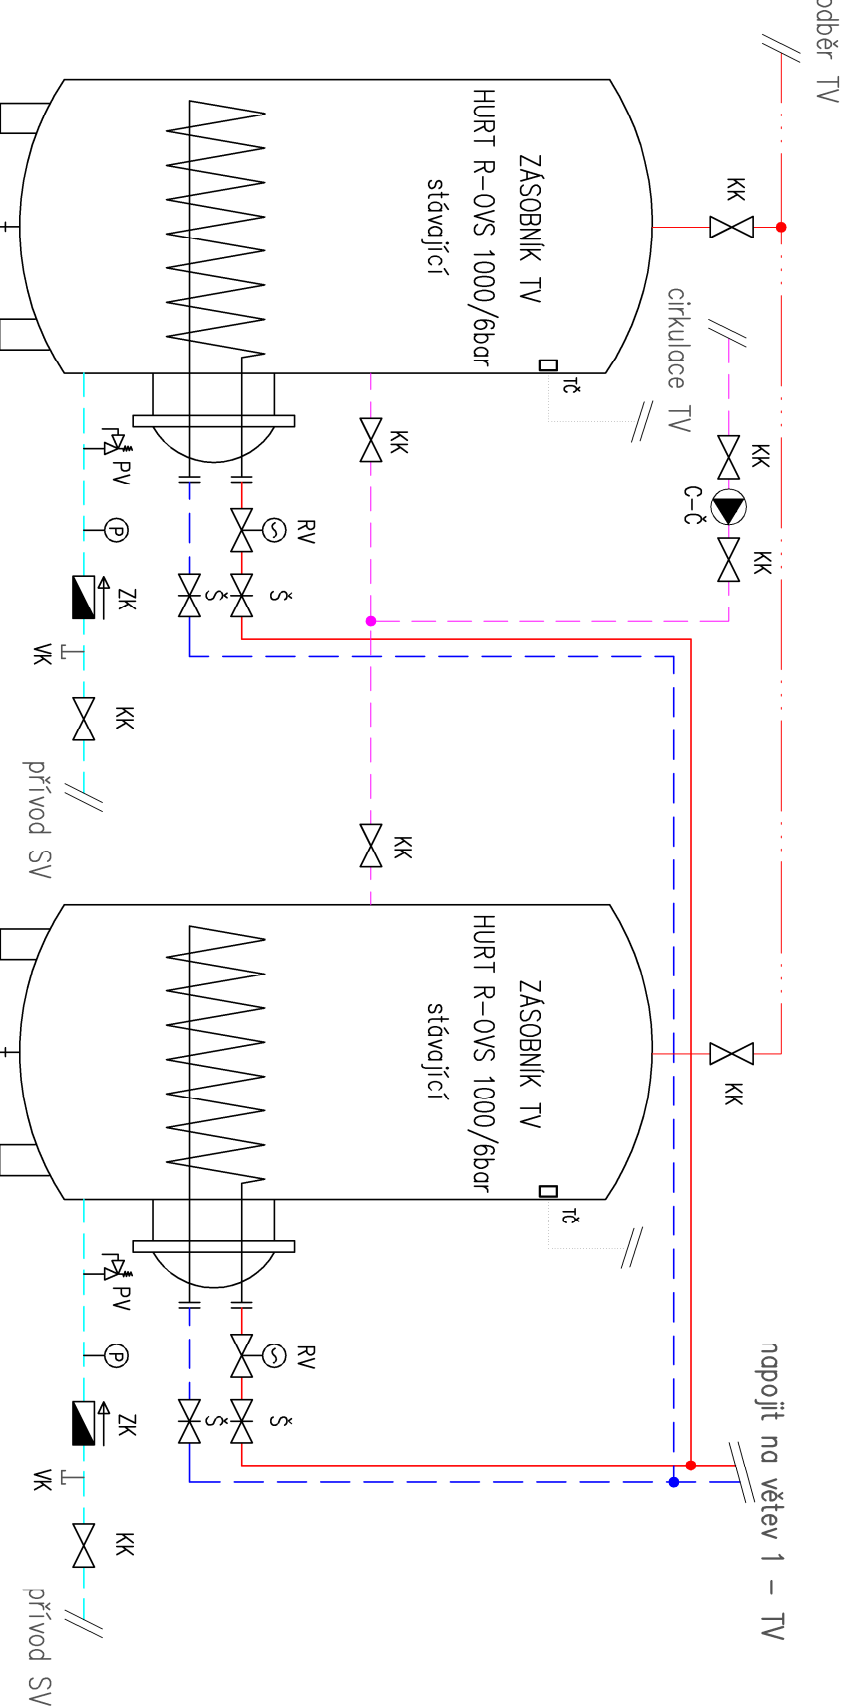 odběr TV
napojit na větev 1 – TV
KK
KK
KK
KK
C–Č
cirkulace TV
TČ
TČ
ZÁSOBNÍK TV
HURT R–OVS 1000/6bar
stávající
ZÁSOBNÍK TV
HURT R–OVS 1000/6bar
stávající
KK
KK
RV
RV
Š
Š
Š
Š
PV
P
ZK
KK
VK
PV
P
ZK
KK
VK
přívod SV
přívod SV